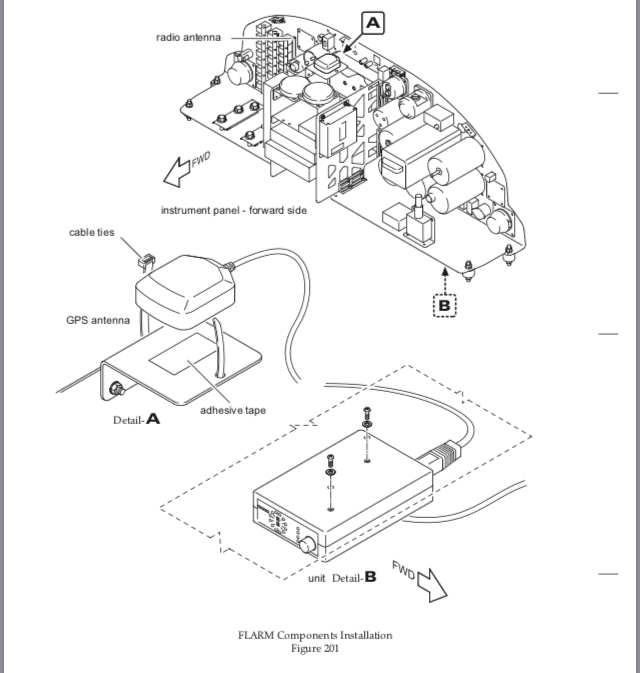 radio antenna
A
FWD
instrument panel - forward side
cable ties
B
GPS antenna
adhesive tape
Detail-A
unit Detail-B
FWD
FLARM Components Installation
Figure 201